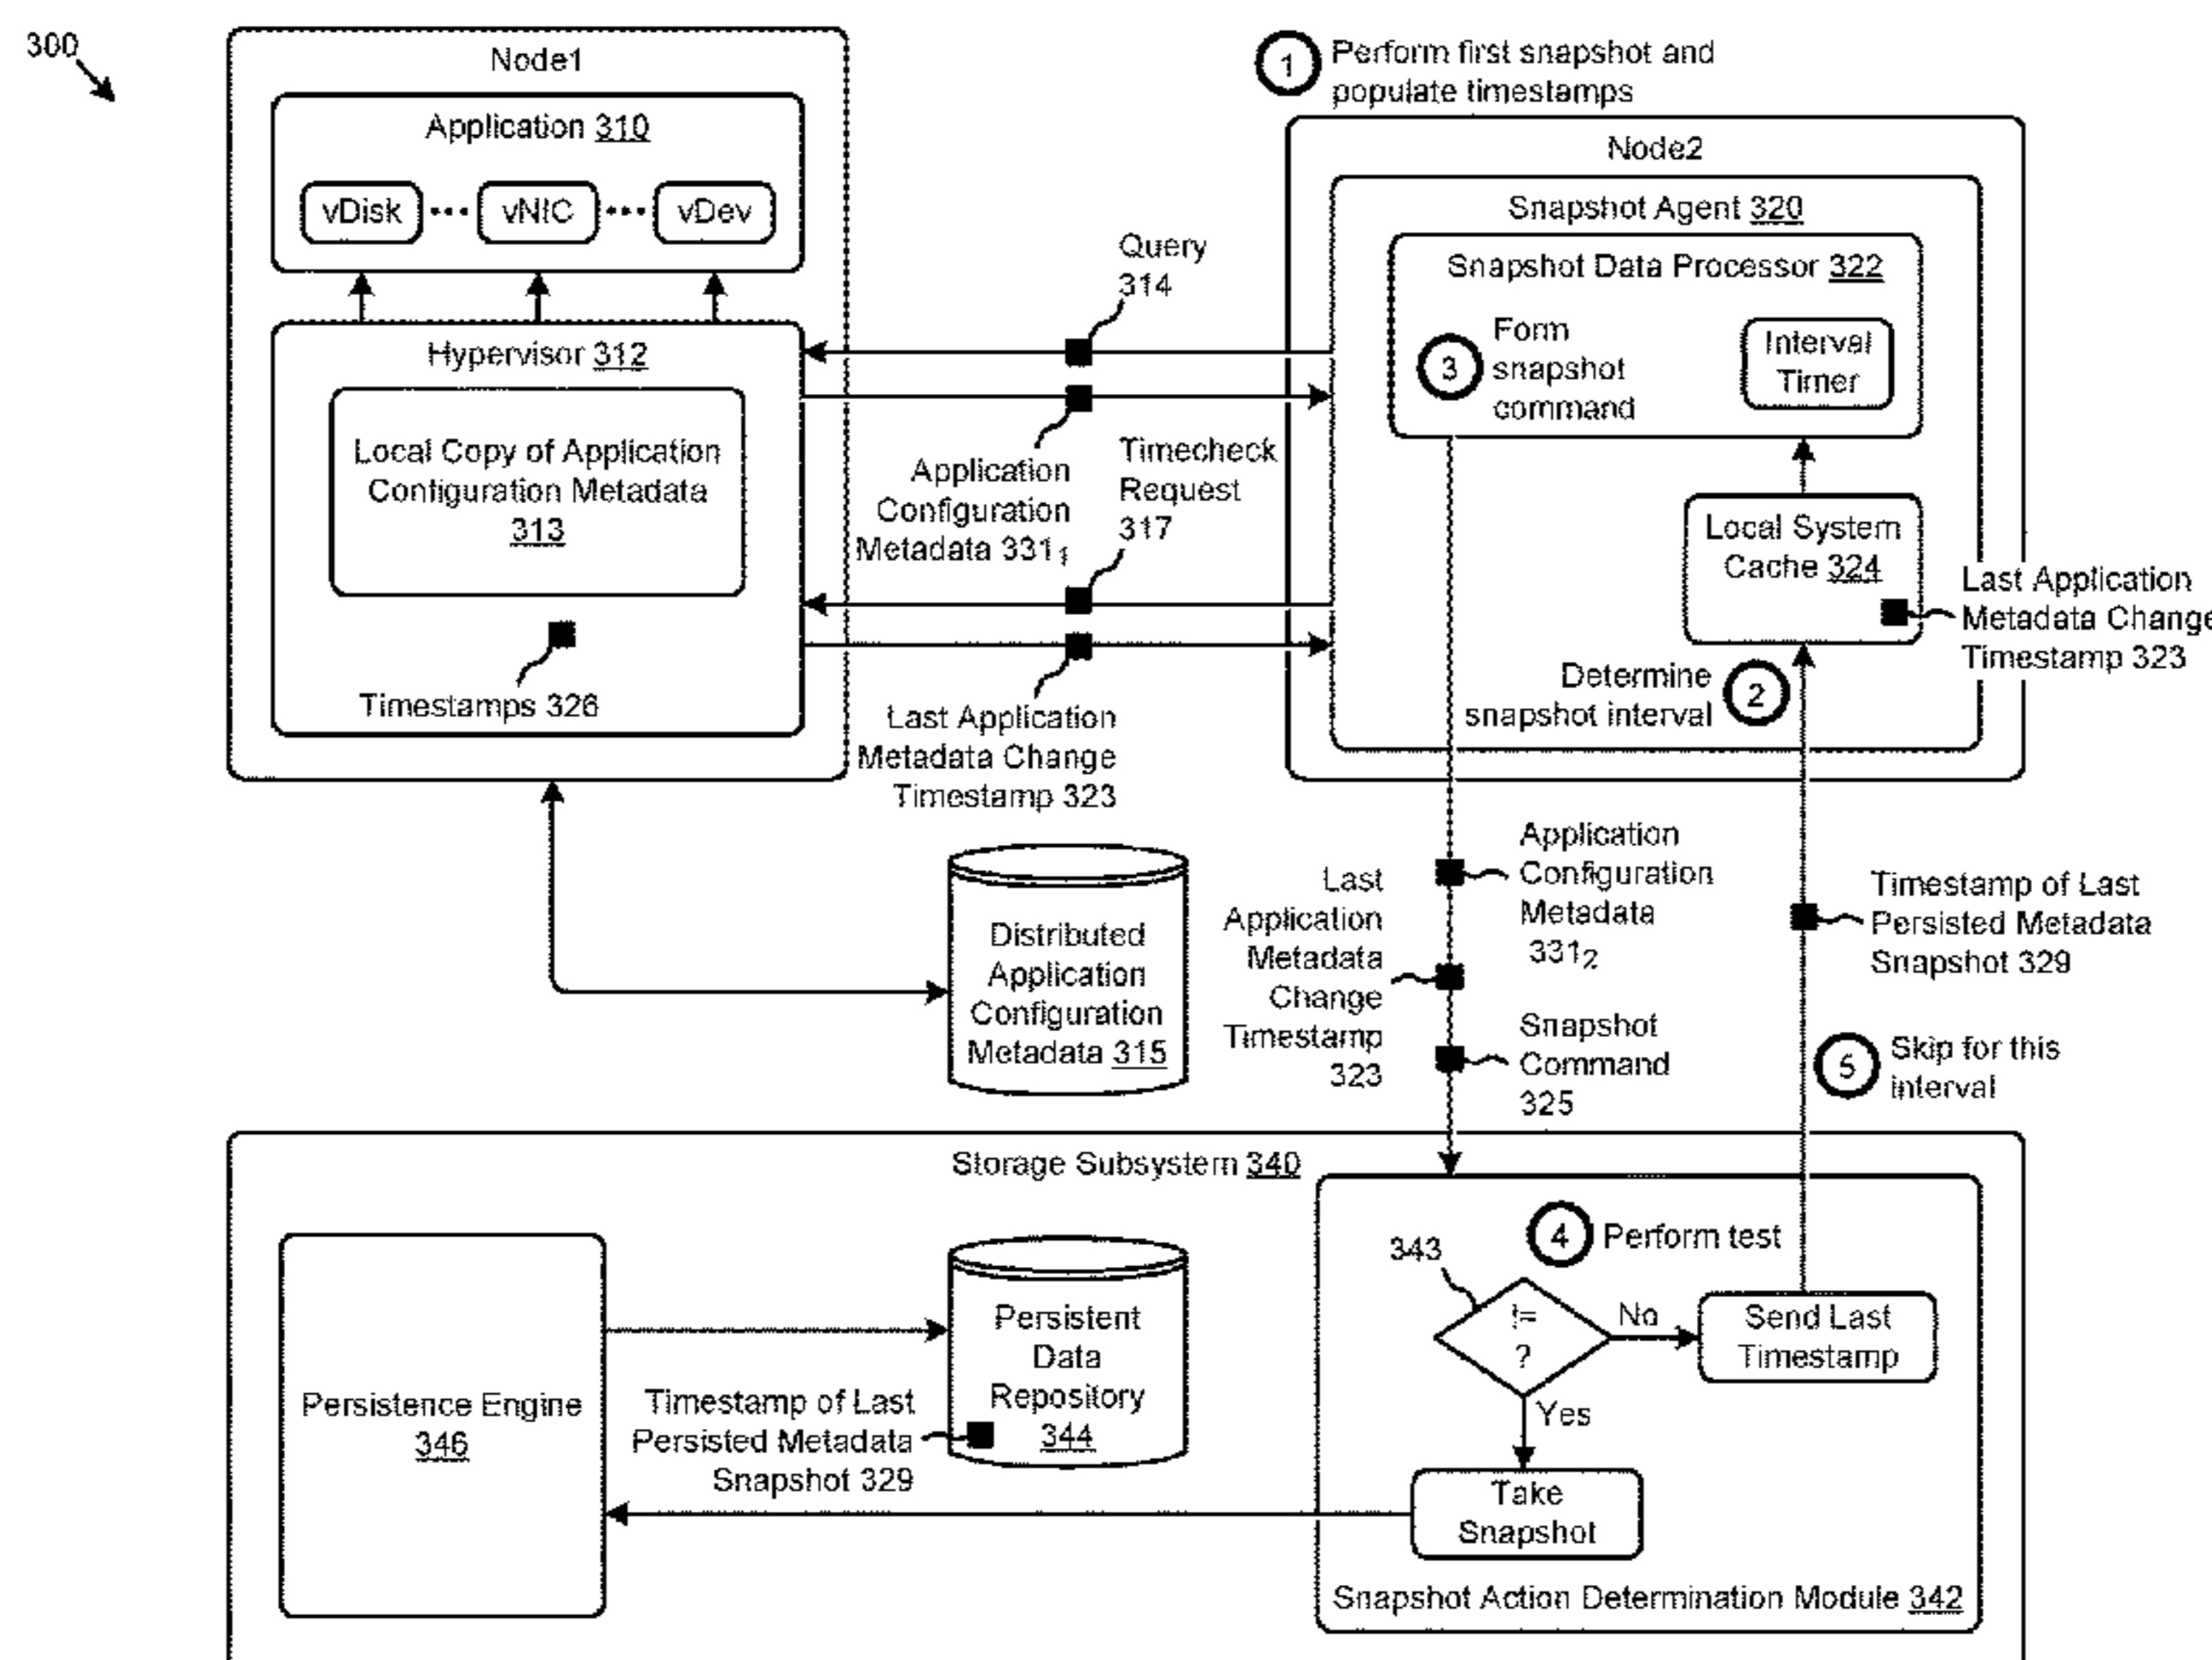 300
Node1
Application 310
vDisk ••• vNIC ••• vDev
Hypervisor 312
Local Copy of Application
Configuration Metadata
313
Timestamps 326
Query
314
Application
Configuration
Metadata 331₁
Timecheck
Request
317
Last Application
Metadata Change
Timestamp 323
1 Perform first snapshot and
populate timestamps
Node2
Snapshot Agent 320
Snapshot Data Processor 322
3 Form
snapshot
command
Interval
Timer
Local System
Cache 324
Last Application
Metadata Change
Timestamp 323
Determine
snapshot interval
2
Distributed
Application
Configuration
Metadata 315
Last
Application
Metadata
Change
Timestamp
323
Application
Configuration
Metadata
331₂
Snapshot
Command
325
Timestamp of Last
Persisted Metadata
Snapshot 329
5 Skip for this
interval
Storage Subsystem 340
Persistence Engine
346
Persistent
Data
Repository
344
Timestamp of Last
Persisted Metadata
Snapshot 329
4 Perform test
343
!=
?
No
Send Last
Timestamp
Yes
Take
Snapshot
Snapshot Action Determination Module 342